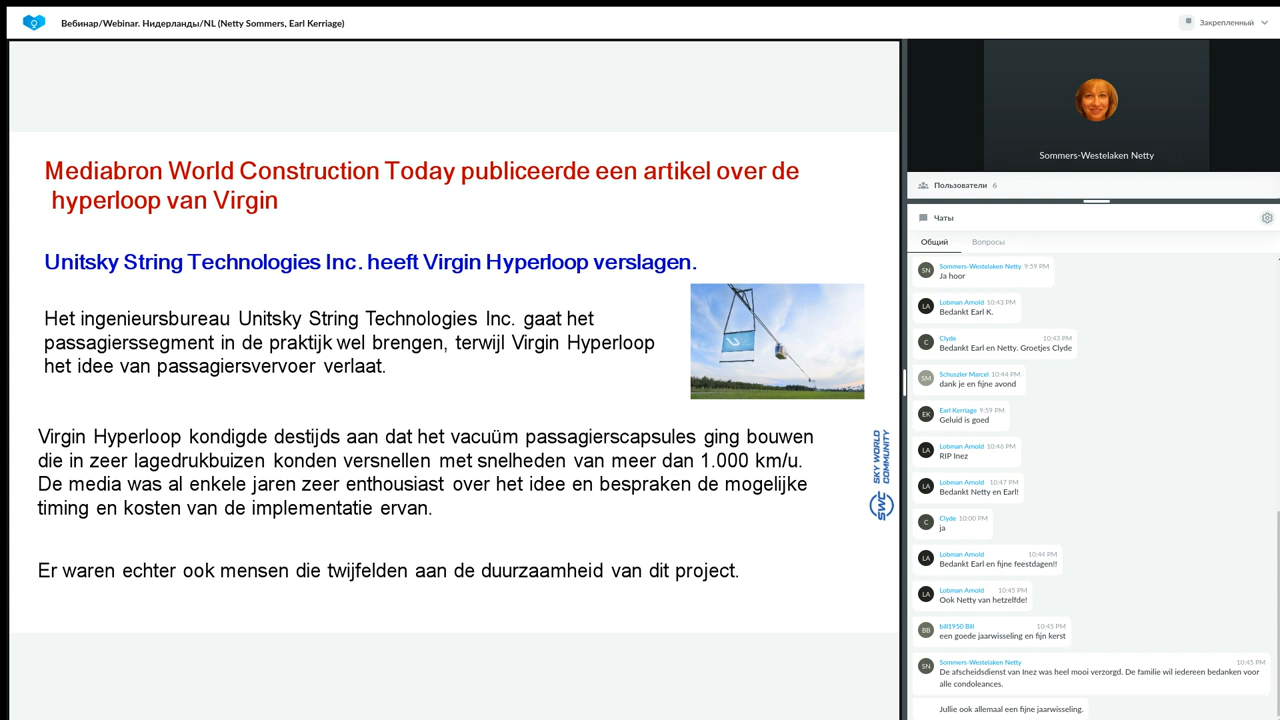 Вебинар/Webinar. Нидерланды/NL (Netty Sommers, Earl Kerriage)
Закрепленный
Mediabron World Construction Today publiceerde een artikel over de
hyperloop van Virgin
Unitsky String Technologies Inc. heeft Virgin Hyperloop verslagen.
Het ingenieursbureau Unitsky String Technologies Inc. gaat het
passagierssegment in de praktijk wel brengen, terwijl Virgin Hyperloop
het idee van passagiersvervoer verlaat.
Virgin Hyperloop kondigde destijds aan dat het vacuüm passagierscapsules ging bouwen
die in zeer lagedrukbuizen konden versnellen met snelheden van meer dan 1.000 km/u.
De media was al enkele jaren zeer enthousiast over het idee en bespraken de mogelijke
timing en kosten van de implementatie ervan.
Er waren echter ook mensen die twijfelden aan de duurzaamheid van dit project.
SWC SKY WORLD
COMMUNITY
Sommers-Westelaken Netty
Пользователи 6
Чаты
Общий Вопросы
SN Sommers-Westelaken Netty 9:59 PM
Ja hoor
LA Lobman Arnold 10:43 PM
Bedankt Earl K.
C Clyde 10:43 PM
Bedankt Earl en Netty. Groetjes Clyde
SM Schuszler Marcel 10:44 PM
dank je en fijne avond
EK Earl Kerriage 9:59 PM
Geluid is goed
LA Lobman Arnold 10:46 PM
RIP Inez
LA Lobman Arnold 10:47 PM
Bedankt Netty en Earl!
C Clyde 10:00 PM
ja
LA Lobman Arnold 10:44 PM
Bedankt Earl en fijne feestdagen!!
LA Lobman Arnold 10:45 PM
Ook Netty van hetzelfde!
BB bill1950 Bill 10:45 PM
een goede jaarwisseling en fijn kerst
SN Sommers-Westelaken Netty 10:45 PM
De afscheidsdienst van Inez was heel mooi verzorgd. De familie wil iedereen bedanken voor
alle condoleances.
Jullie ook allemaal een fijne jaarwisseling.